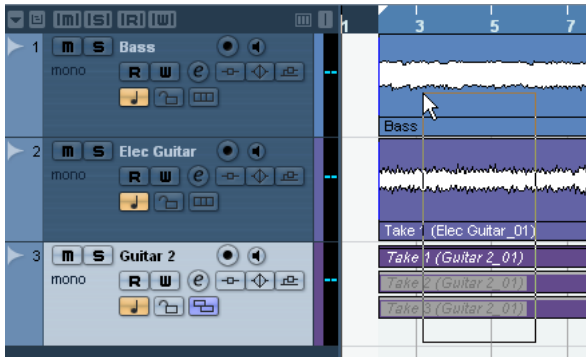 M S R W 1 3 5 7
1 m S Bass
mono R W e
Bass
2 m S Elec Guitar
mono R W e
Take 1 (Elec Guitar_01)
3 m S Guitar 2
Take 1 (Guitar 2_01)
mono R W e
Take 2 (Guitar 2_01)
Take 3 (Guitar 2_01)